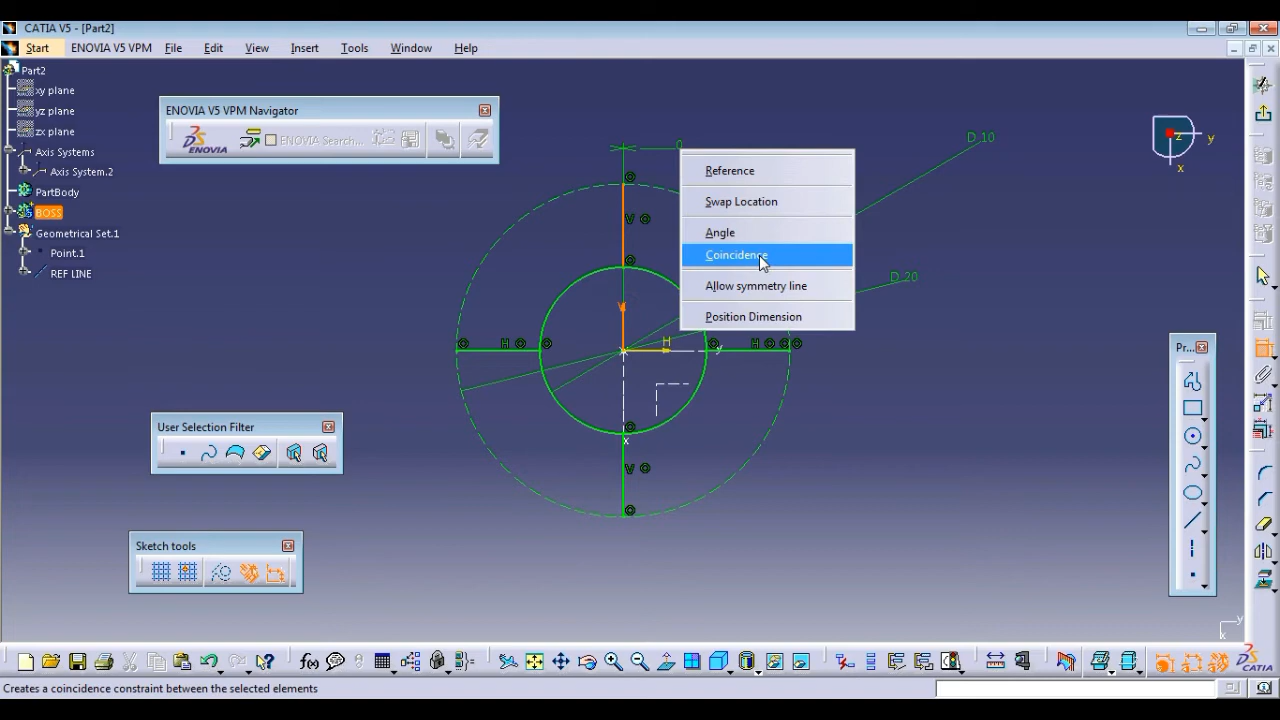 CATIA V5 - [Part2]
Start ENOVIA V5 VPM File Edit View Insert Tools Window Help
Part2
xy plane
yz plane
zx plane
Axis Systems
Axis System.2
PartBody
BOSS
Geometrical Set.1
Point.1
REF LINE
ENOVIA V5 VPM Navigator
ENOVIA
ENOVIA Search...
User Selection Filter
Sketch tools
0
D 10
D 20
V
V
V
H
H
H
x
y
Reference
Swap Location
Angle
Coincidence
Allow symmetry line
Position Dimension
z
y
x
Pr...
y
x
f(x)
CATIA
Creates a coincidence constraint between the selected elements